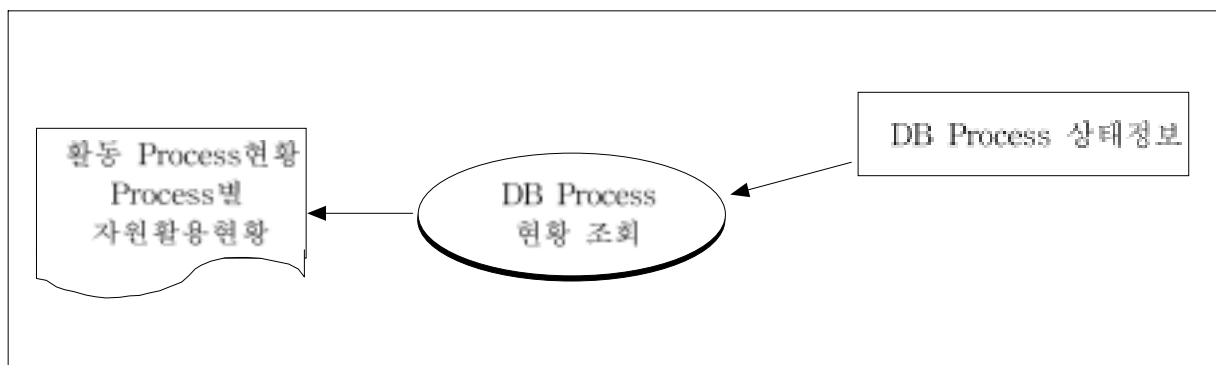 활동 Process현황
Process별
자원활용현황
DB Process
현황 조회
DB Process 상태정보